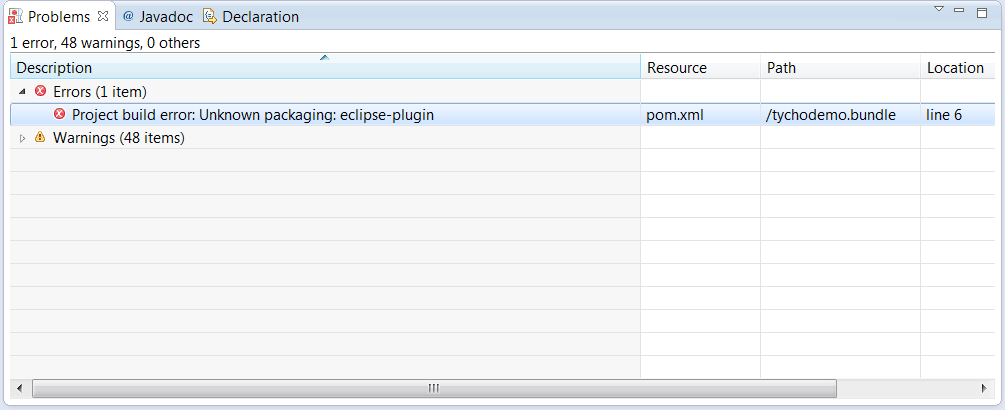 Problems @ Javadoc Declaration
1 error, 48 warnings, 0 others
Description Resource Path Location
Errors (1 item)
Project build error: Unknown packaging: eclipse-plugin pom.xml /tychodemo.bundle line 6
Warnings (48 items)